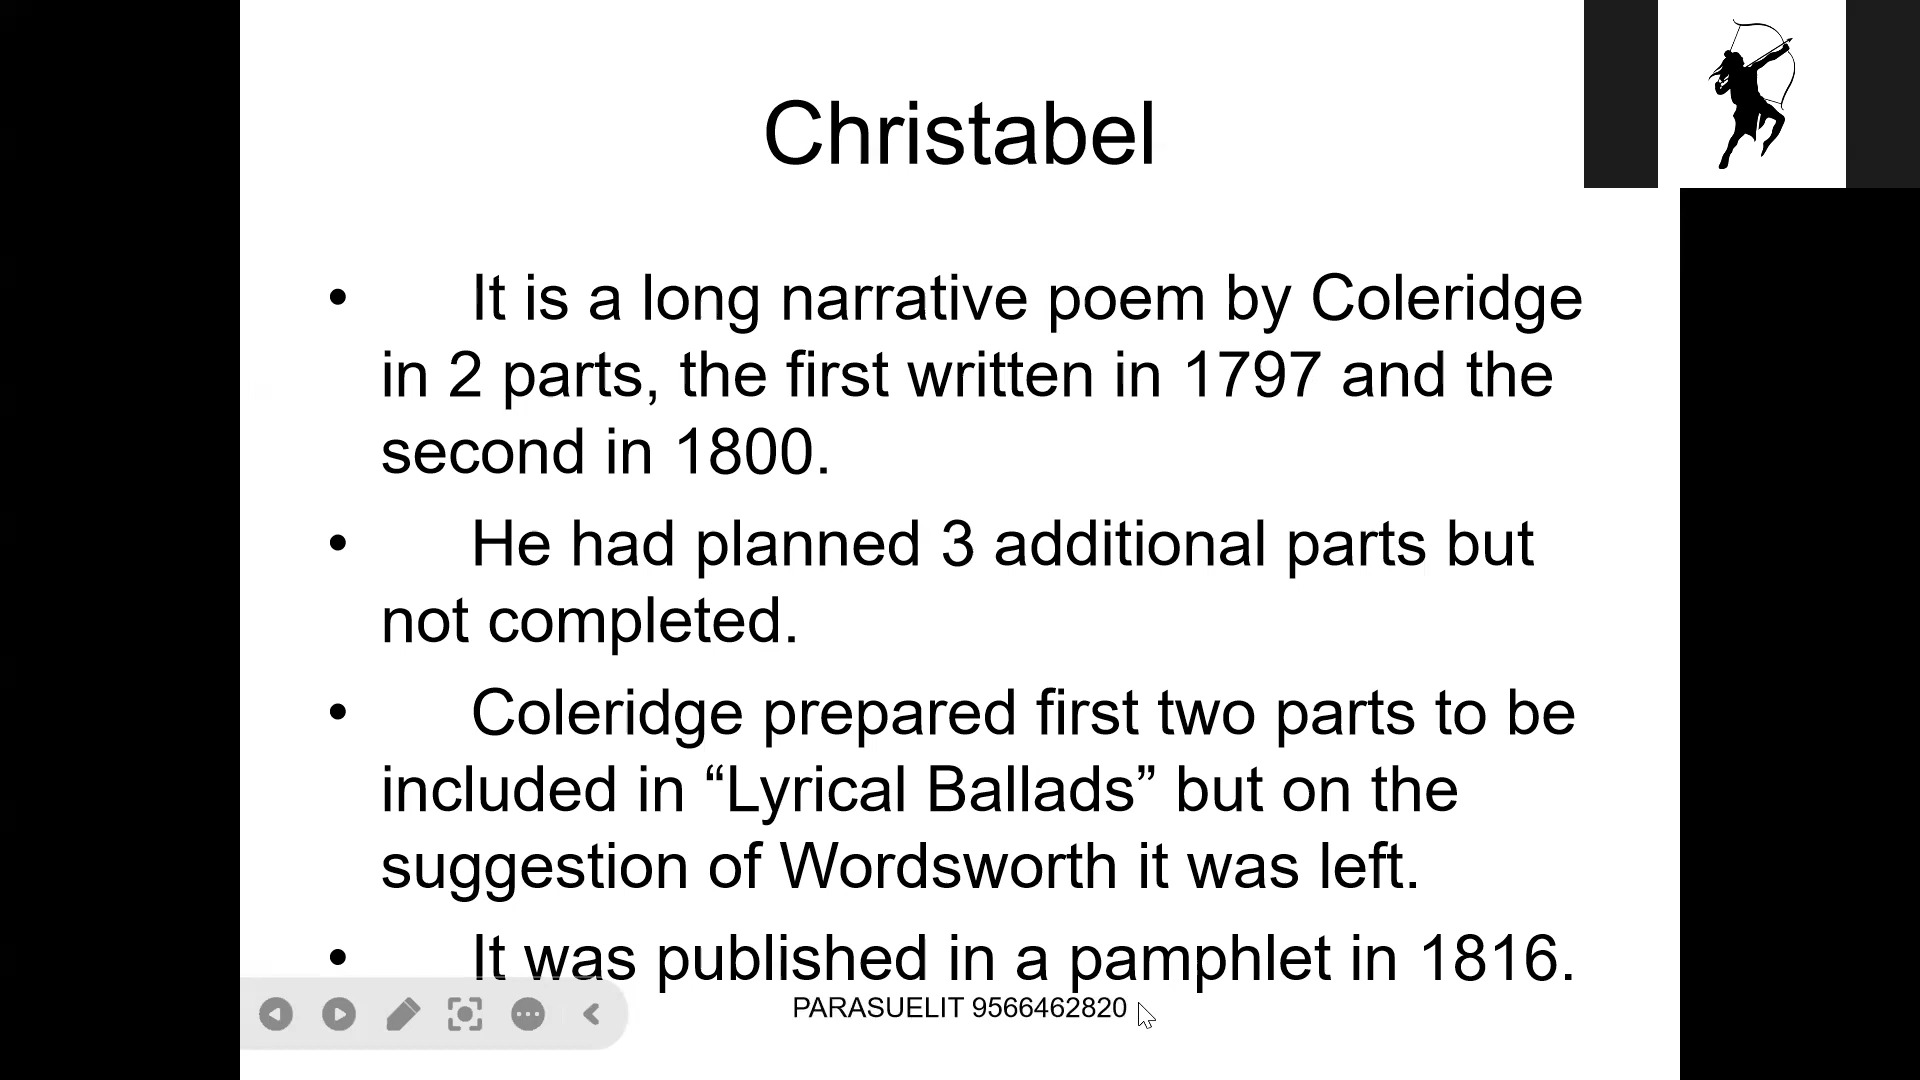 Christabel
• It is a long narrative poem by Coleridge
in 2 parts, the first written in 1797 and the
second in 1800.
• He had planned 3 additional parts but
not completed.
• Coleridge prepared first two parts to be
included in “Lyrical Ballads” but on the
suggestion of Wordsworth it was left.
• It was published in a pamphlet in 1816.
PARASUELIT 9566462820